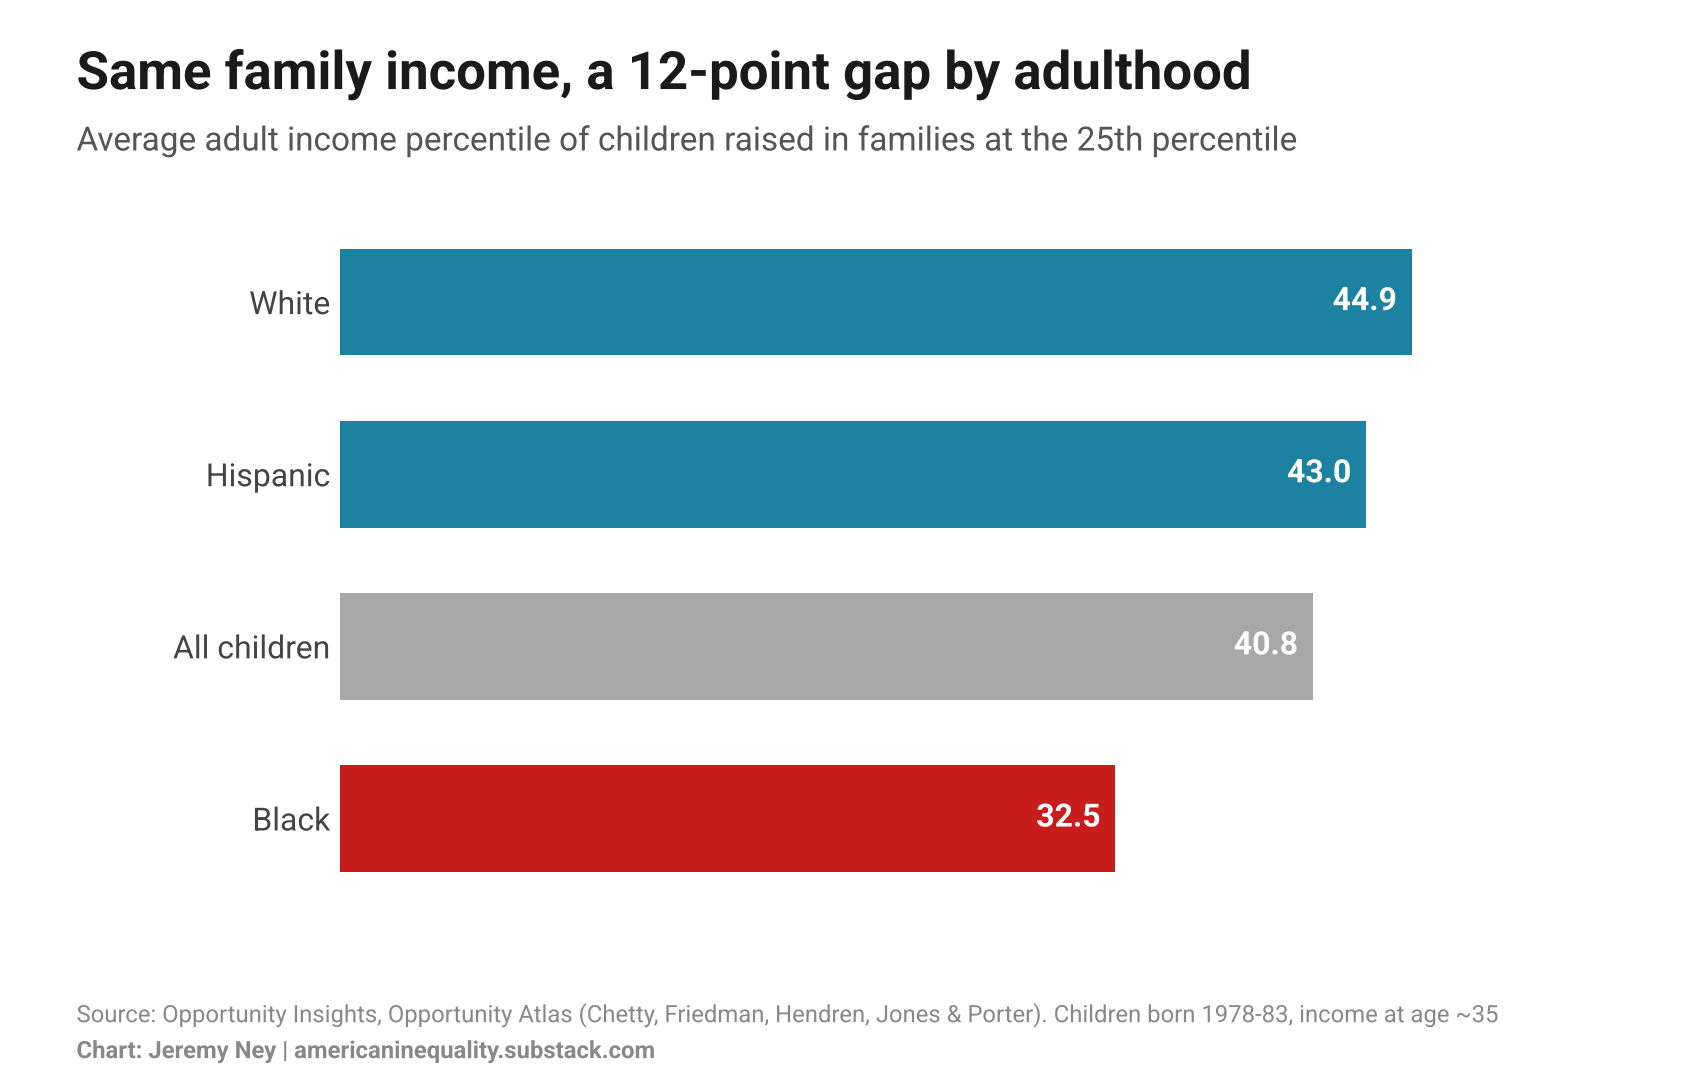 Same family income, a 12-point gap by adulthood
Average adult income percentile of children raised in families at the 25th percentile
White 44.9
Hispanic 43.0
All children 40.8
Black 32.5
Source: Opportunity Insights, Opportunity Atlas (Chetty, Friedman, Hendren, Jones & Porter). Children born 1978-83, income at age ~35
Chart: Jeremy Ney | americaninequality.substack.com